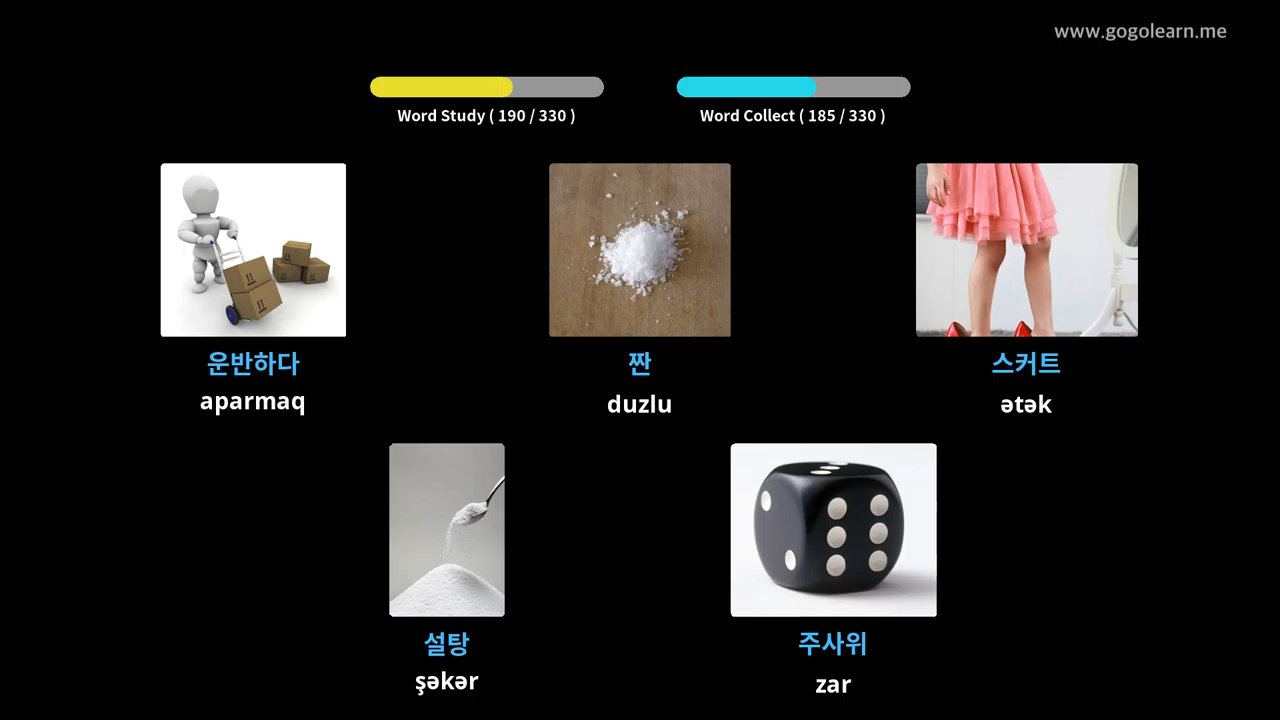 www.gogolearn.me
Word Study ( 190 / 330 )
Word Collect ( 185 / 330 )
운반하다
aparmaq
짠
duzlu
스커트
ətək
설탕
şəkər
주사위
zar